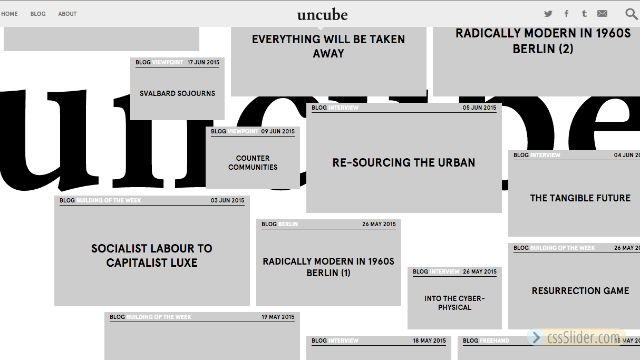 HOME BLOG ABOUT
uncube
EVERYTHING WILL BE TAKEN
AWAY
RADICALLY MODERN IN 1960S
BERLIN (2)
BLOG VIEWPOINT 17 JUN 2015
SVALBARD SOJOURNS
uncube
BLOG INTERVIEW 05 JUN 2015
RE-SOURCING THE URBAN
BLOG VIEWPOINT 09 JUN 2015
COUNTER
COMMUNITIES
BLOG INTERVIEW 04 JUN
THE TANGIBLE FUTURE
BLOG BUILDING OF THE WEEK 03 JUN 2015
SOCIALIST LABOUR TO
CAPITALIST LUXE
BLOG BERLIN 26 MAY 2015
RADICALLY MODERN IN 1960S
BERLIN (1)
BLOG BUILDING OF THE WEEK 26 MAY
RESURRECTION GAME
BLOG INTERVIEW 26 MAY 2015
INTO THE CYBER-
PHYSICAL
BLOG BUILDING OF THE WEEK 19 MAY 2015
BLOG INTERVIEW 18 MAY 2015
BLOG FREEHAND
cssSlider.com